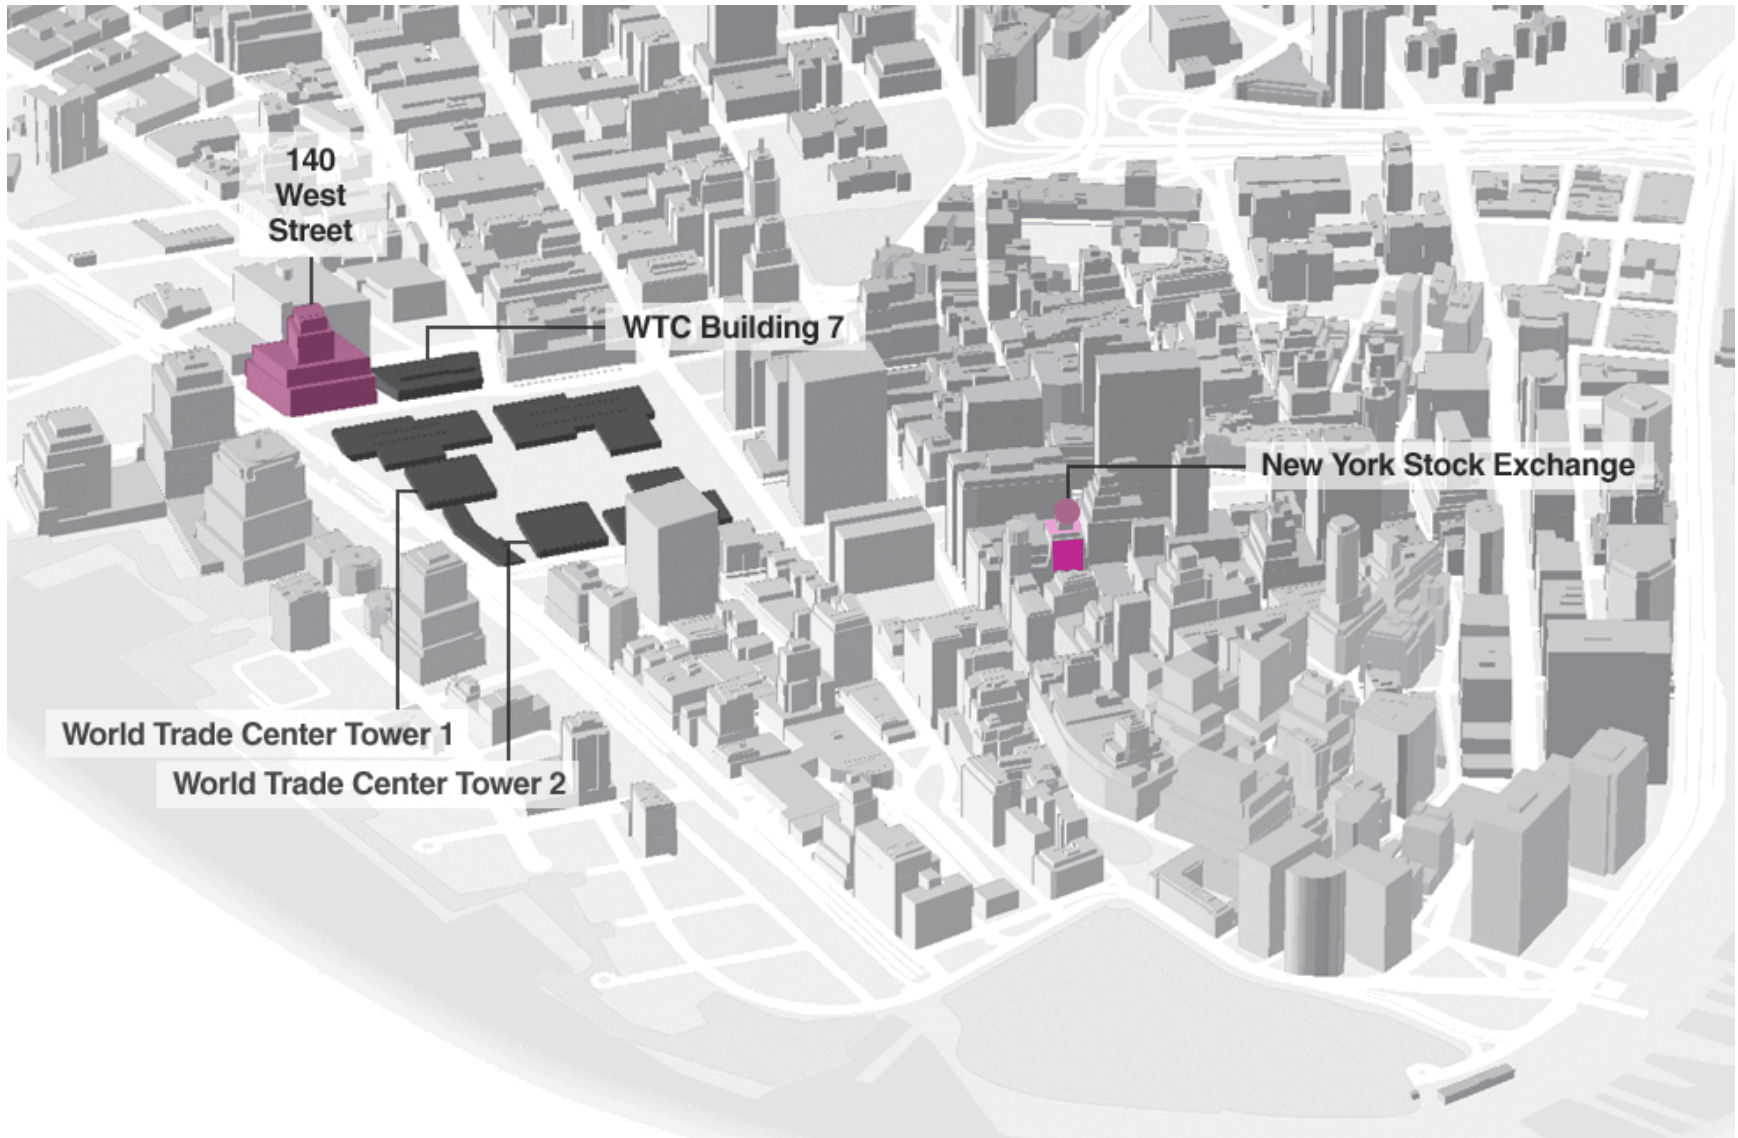 140
West
Street
WTC Building 7
New York Stock Exchange
World Trade Center Tower 1
World Trade Center Tower 2